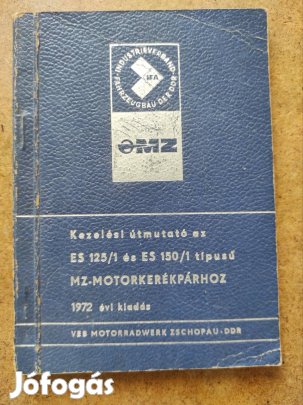 INDUSTRIEVERBAND
FAHRZEUGBAU DER DDR
IFA
MZ
Kezelési útmutató az
ES 125/1 és ES 150/1 típusú
MZ-MOTORKERÉKPÁRHOZ
1972 évi kiadás
VEB MOTORRADWERK ZSCHOPAU-DDR
Jófogás